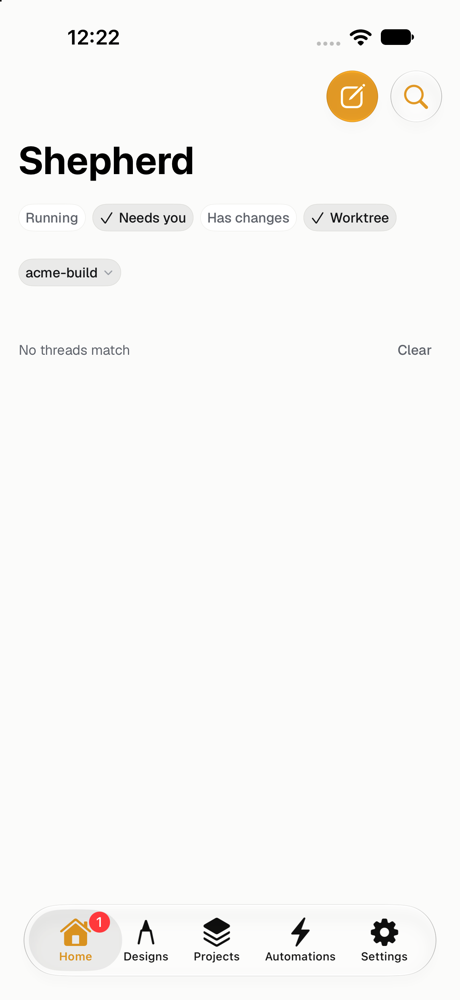 12:22
Shepherd
Running Needs you Has changes Worktree
acme-build
No threads match Clear
1
Home Designs Projects Automations Settings